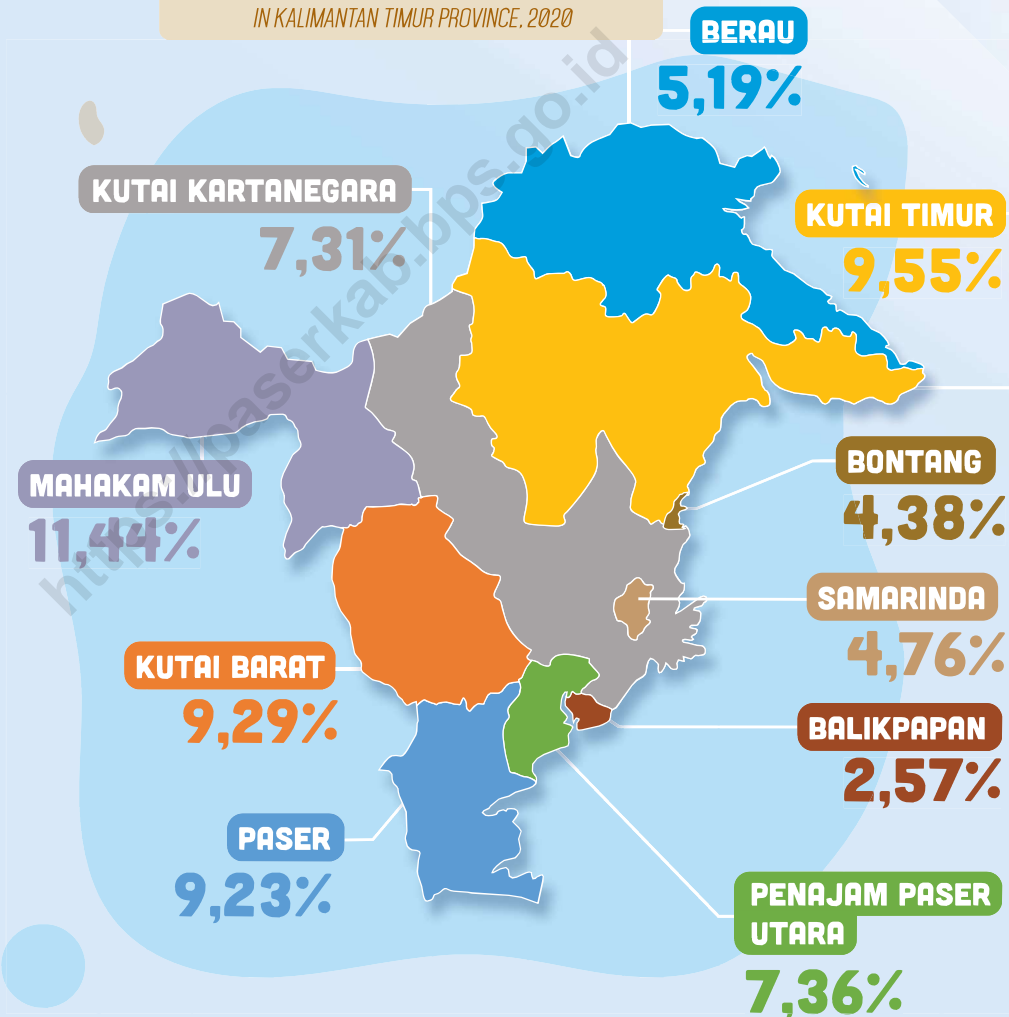 IN KALIMANTAN TIMUR PROVINCE, 2020
BERAU
5,19%
KUTAI KARTANEGARA
7,31%
KUTAI TIMUR
9,55%
MAHAKAM ULU
11,44%
BONTANG
4,38%
SAMARINDA
4,76%
KUTAI BARAT
9,29%
BALIKPAPAN
2,57%
PASER
9,23%
PENAJAM PASER
UTARA
7,36%
https://paserkab.bps.go.id